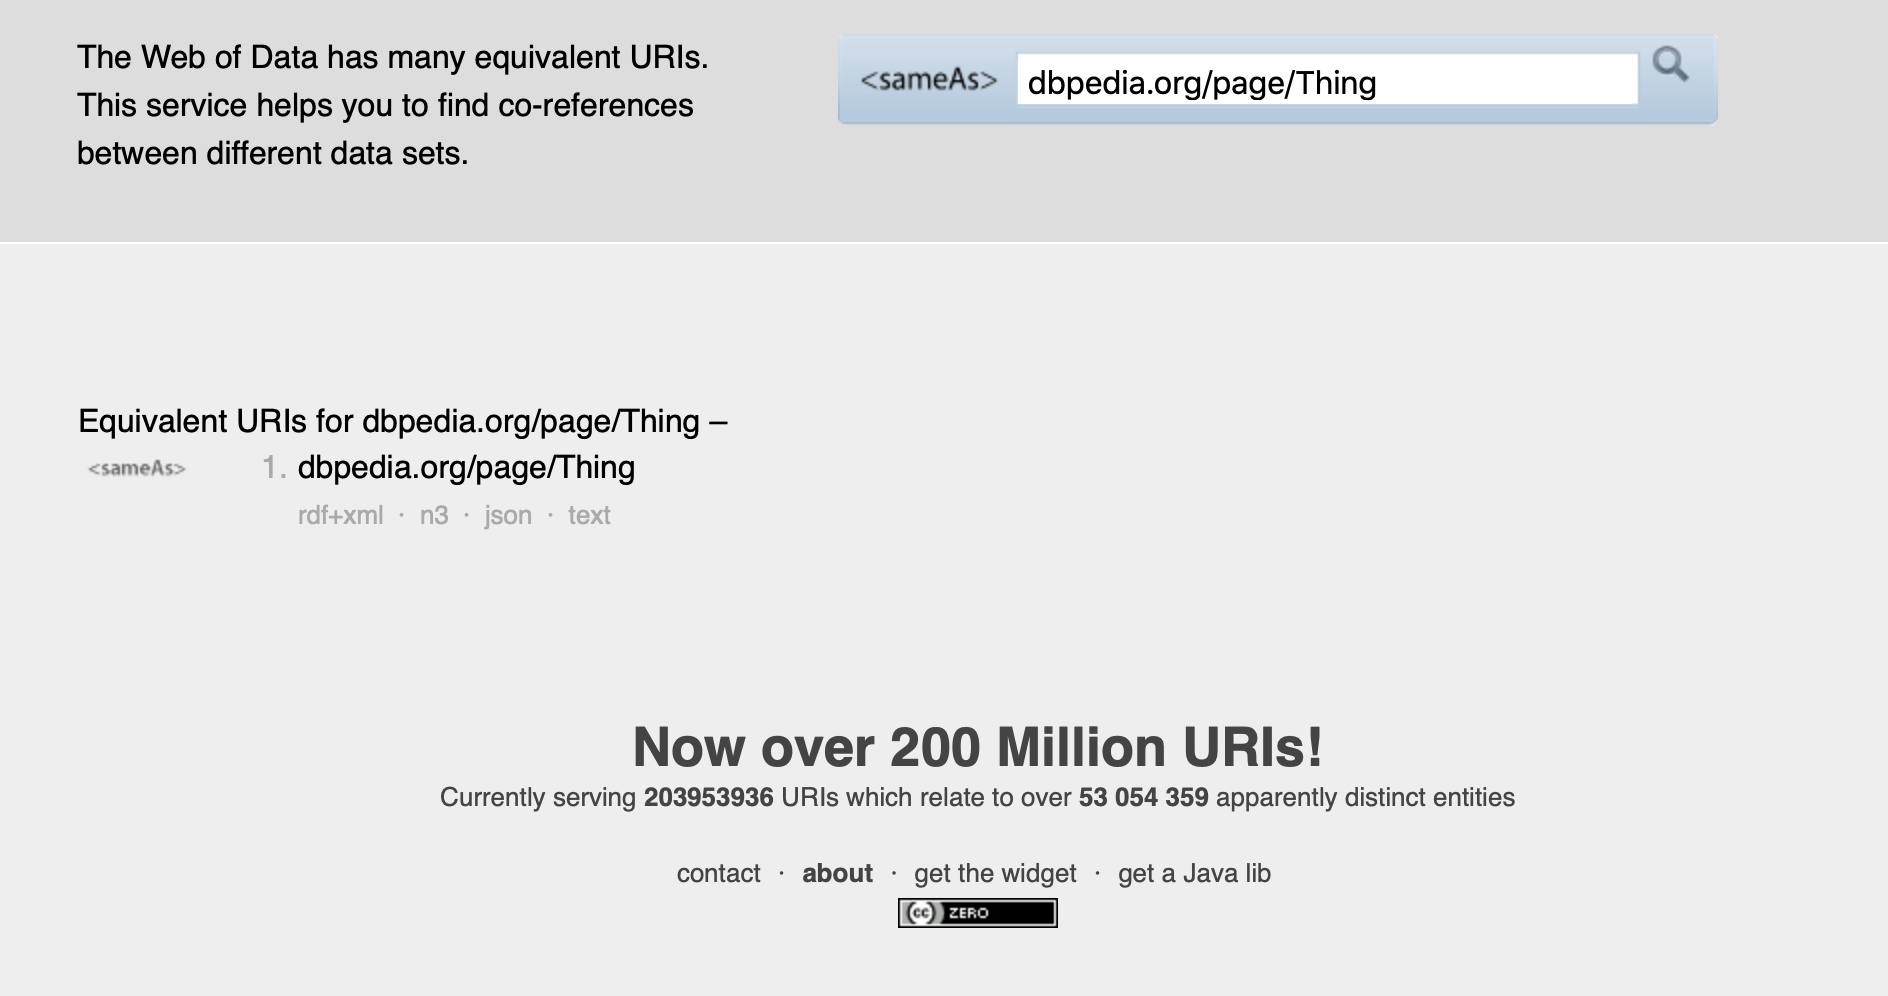 The Web of Data has many equivalent URIs.
This service helps you to find co-references
between different data sets.
<sameAs> dbpedia.org/page/Thing
Equivalent URIs for dbpedia.org/page/Thing –
<sameAs> 1. dbpedia.org/page/Thing
rdf+xml · n3 · json · text
Now over 200 Million URIs!
Currently serving 203953936 URIs which relate to over 53 054 359 apparently distinct entities
contact · about · get the widget · get a Java lib
cc ZERO